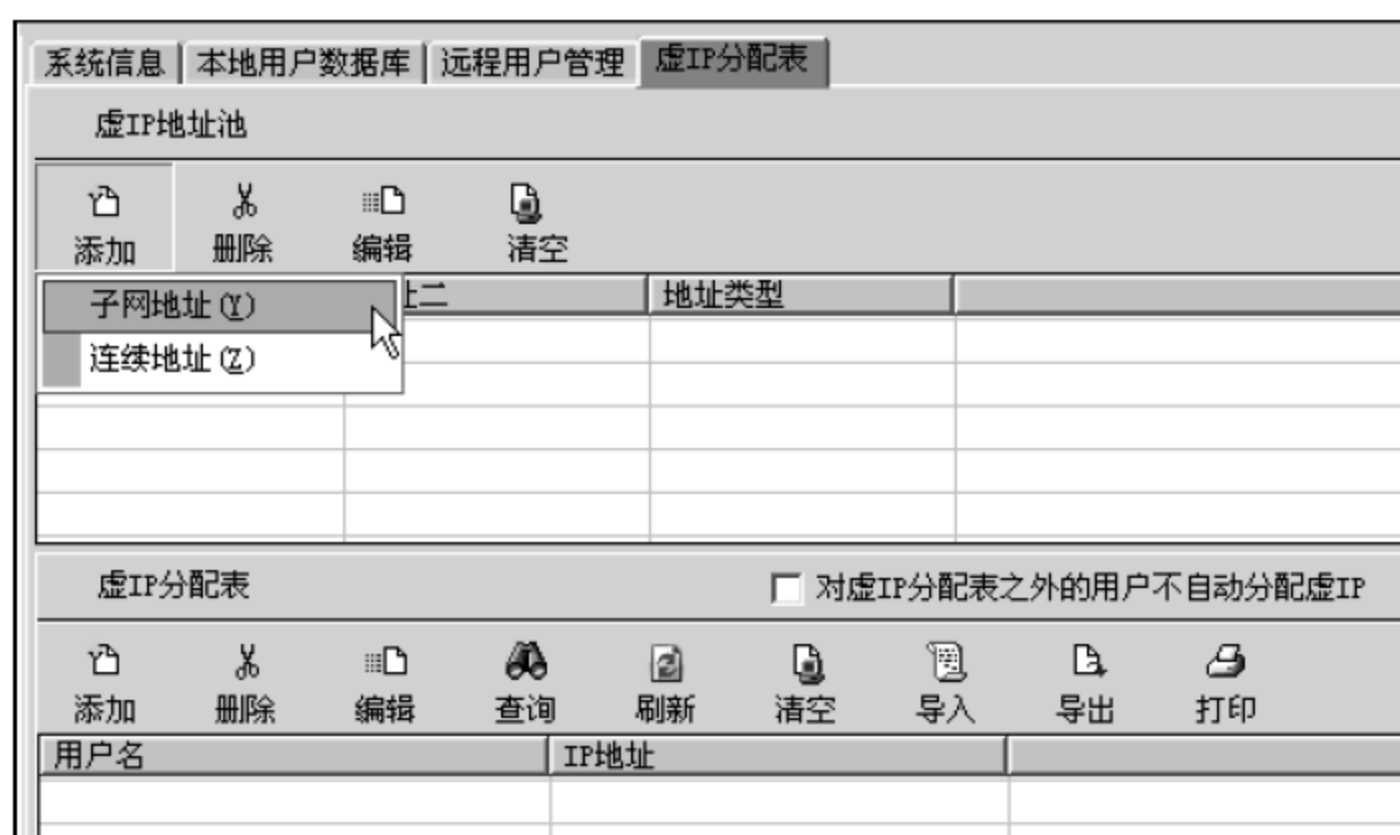 系统信息 本地用户数据库 远程用户管理 虚IP分配表
虚IP地址池
添加 删除 编辑 清空
子网地址(Y) 二 地址类型
连续地址(Z)
虚IP分配表 对虚IP分配表之外的用户不自动分配虚IP
添加 删除 编辑 查询 刷新 清空 导入 导出 打印
用户名 IP地址